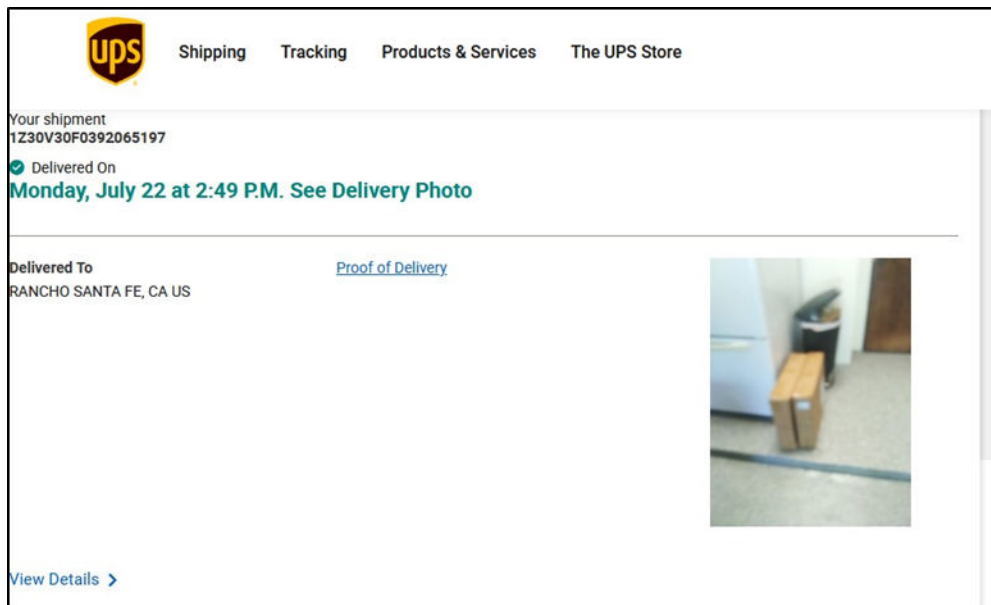 ups
Shipping Tracking Products & Services The UPS Store
Your shipment
1Z30V30F0392065197
Delivered On
Monday, July 22 at 2:49 P.M. See Delivery Photo
Delivered To
Proof of Delivery
RANCHO SANTA FE, CA US
View Details